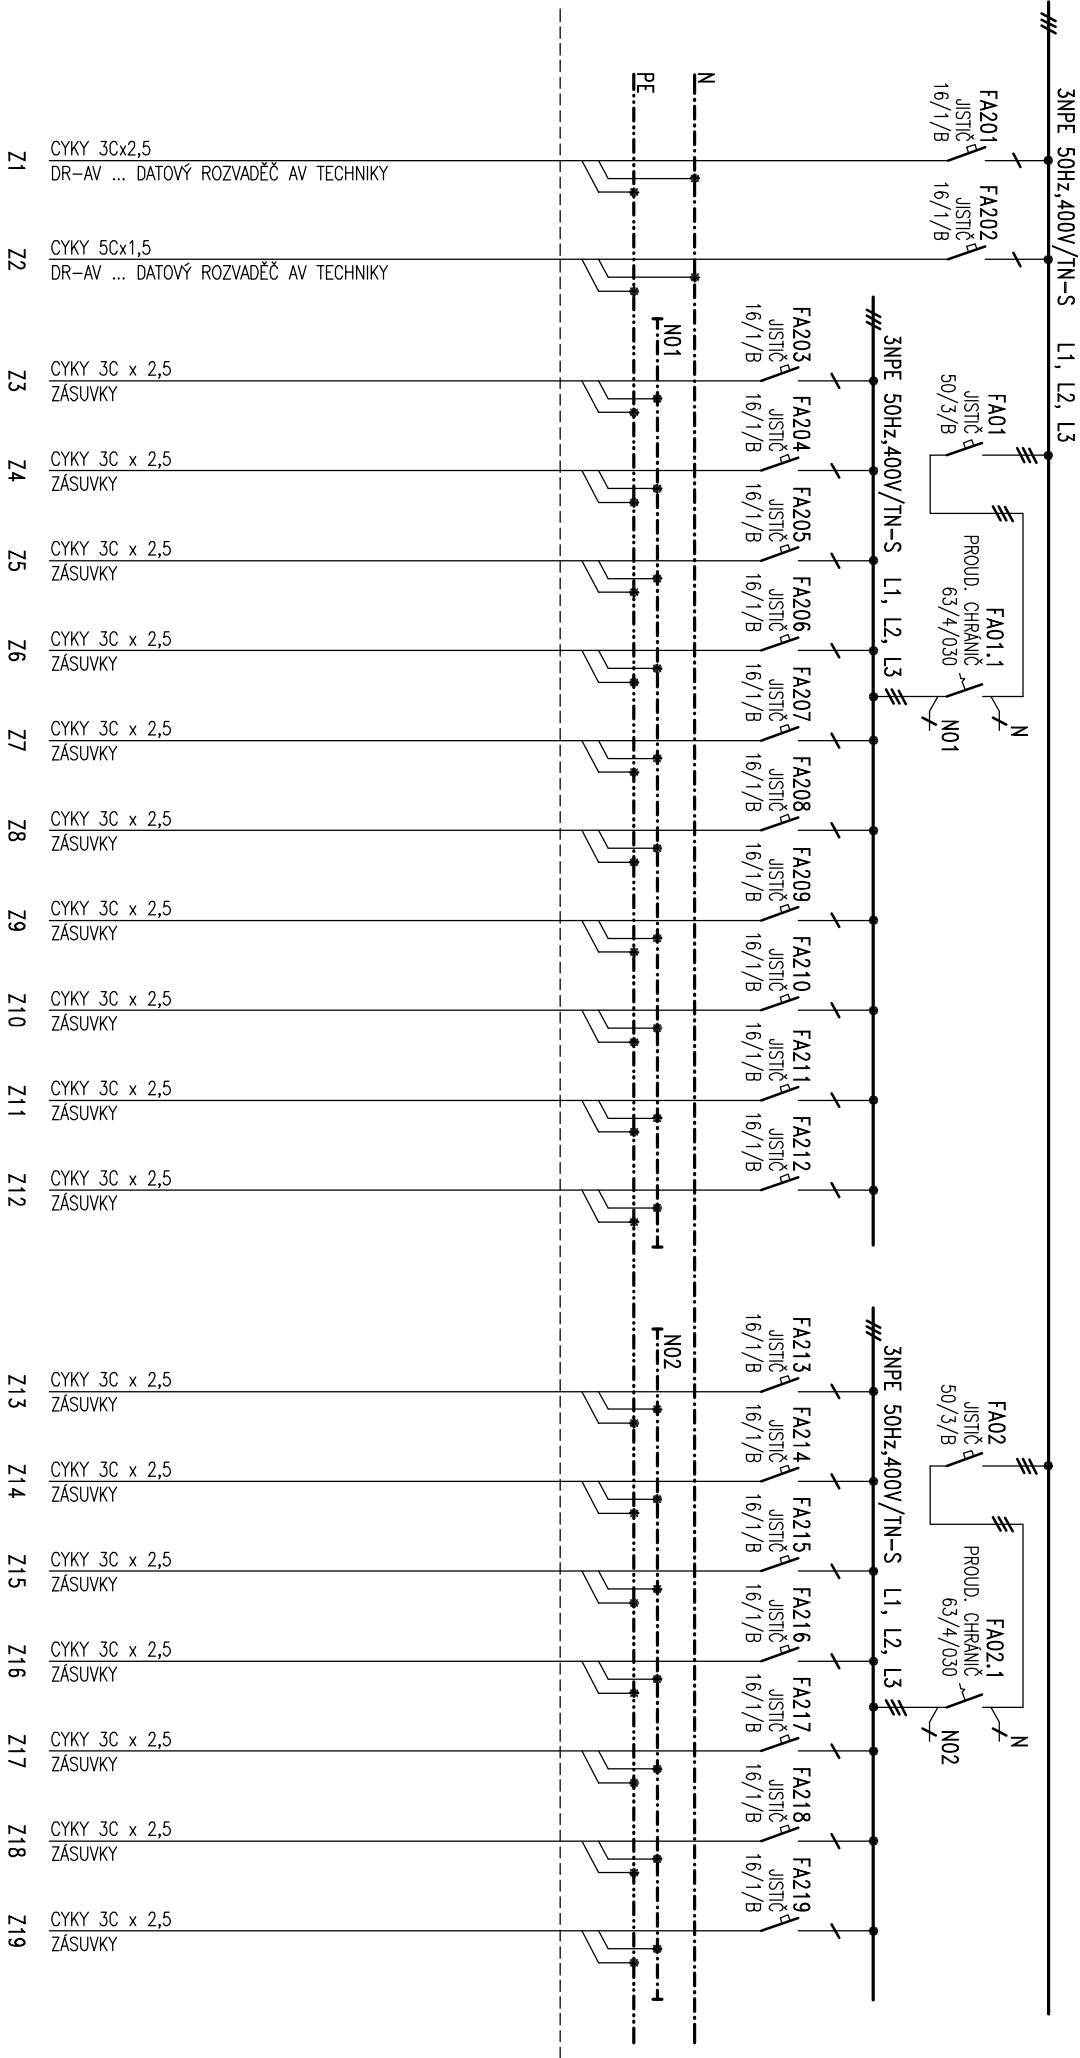 3NPE 50Hz,400V/TN-S L1, L2, L3
FA201
JISTIČ
16/1/B
FA202
JISTIČ
16/1/B
FA01
JISTIČ
50/3/B
FA01.1
PROUD. CHRÁNIČ
63/4/030
N
N01
FA02
JISTIČ
50/3/B
FA02.1
PROUD. CHRÁNIČ
63/4/030
N
N02
3NPE 50Hz,400V/TN-S L1, L2, L3
FA203
JISTIČ
16/1/B
FA204
JISTIČ
16/1/B
FA205
JISTIČ
16/1/B
FA206
JISTIČ
16/1/B
FA207
JISTIČ
16/1/B
FA208
JISTIČ
16/1/B
FA209
JISTIČ
16/1/B
FA210
JISTIČ
16/1/B
FA211
JISTIČ
16/1/B
FA212
JISTIČ
16/1/B
3NPE 50Hz,400V/TN-S L1, L2, L3
FA213
JISTIČ
16/1/B
FA214
JISTIČ
16/1/B
FA215
JISTIČ
16/1/B
FA216
JISTIČ
16/1/B
FA217
JISTIČ
16/1/B
FA218
JISTIČ
16/1/B
FA219
JISTIČ
16/1/B
N
N01
N02
PE
CYKY 3Cx2,5
DR-AV ... DATOVÝ ROZVADĚČ AV TECHNIKY
Z1
CYKY 5Cx1,5
DR-AV ... DATOVÝ ROZVADĚČ AV TECHNIKY
Z2
CYKY 3C x 2,5
ZÁSUVKY
Z3
CYKY 3C x 2,5
ZÁSUVKY
Z4
CYKY 3C x 2,5
ZÁSUVKY
Z5
CYKY 3C x 2,5
ZÁSUVKY
Z6
CYKY 3C x 2,5
ZÁSUVKY
Z7
CYKY 3C x 2,5
ZÁSUVKY
Z8
CYKY 3C x 2,5
ZÁSUVKY
Z9
CYKY 3C x 2,5
ZÁSUVKY
Z10
CYKY 3C x 2,5
ZÁSUVKY
Z11
CYKY 3C x 2,5
ZÁSUVKY
Z12
CYKY 3C x 2,5
ZÁSUVKY
Z13
CYKY 3C x 2,5
ZÁSUVKY
Z14
CYKY 3C x 2,5
ZÁSUVKY
Z15
CYKY 3C x 2,5
ZÁSUVKY
Z16
CYKY 3C x 2,5
ZÁSUVKY
Z17
CYKY 3C x 2,5
ZÁSUVKY
Z18
CYKY 3C x 2,5
ZÁSUVKY
Z19